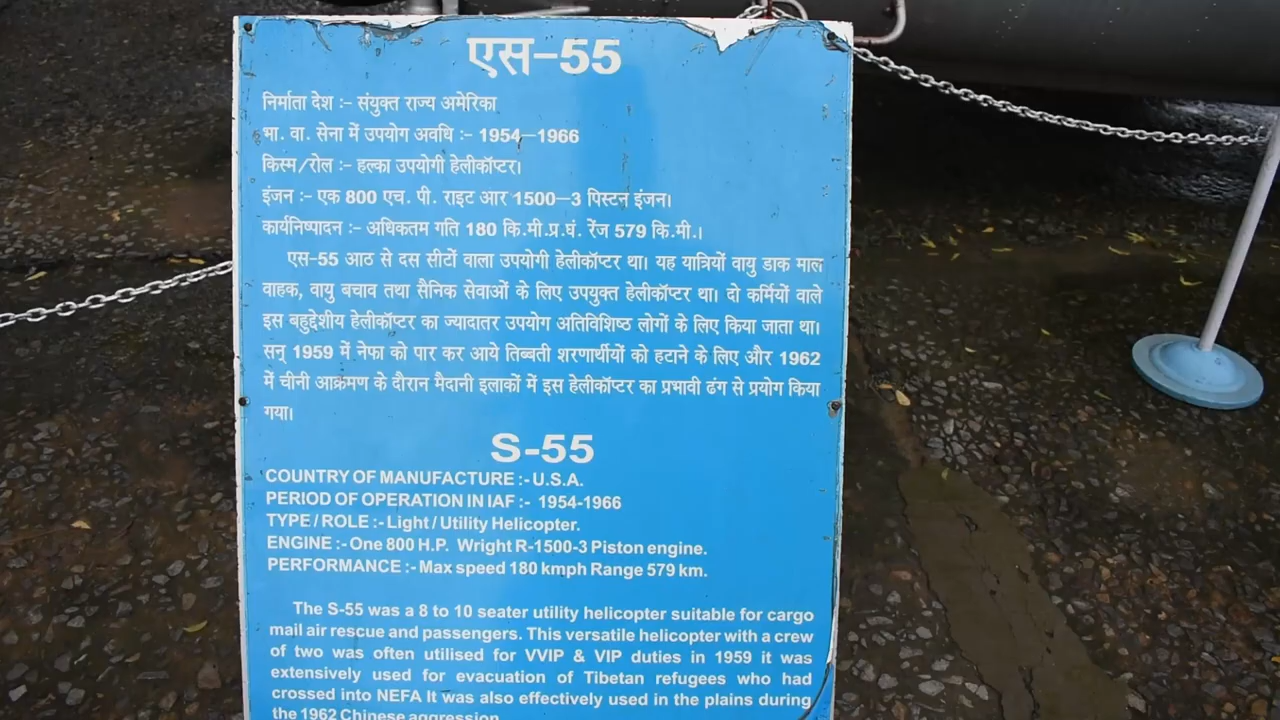 एस-55
निर्माता देश :- संयुक्त राज्य अमेरिका
भा. वा. सेना में उपयोग अवधि :- 1954-1966
किस्म/रोल :- हल्का उपयोगी हेलीकॉप्टर।
इंजन :- एक 800 एच. पी. राइट आर 1500-3 पिस्टन इंजन।
कार्यनिष्पादन :- अधिकतम गति 180 कि.मी.प्र.घं. रेंज 579 कि.मी.।
एस-55 आठ से दस सीटों वाला उपयोगी हेलीकॉप्टर था। यह यात्रियों वायु डाक माल
वाहक, वायु बचाव तथा सैनिक सेवाओं के लिए उपयुक्त हेलीकॉप्टर था। दो कर्मियों वाले
इस बहुद्देशीय हेलीकॉप्टर का ज्यादातर उपयोग अतिविशिष्ठ लोगों के लिए किया जाता था।
सन् 1959 में नेफा को पार कर आये तिब्बती शरणार्थीयों को हटाने के लिए और 1962
में चीनी आक्रमण के दौरान मैदानी इलाकों में इस हेलीकॉप्टर का प्रभावी ढंग से प्रयोग किया
गया।
S-55
COUNTRY OF MANUFACTURE :- U.S.A.
PERIOD OF OPERATION IN IAF :- 1954-1966
TYPE / ROLE :- Light / Utility Helicopter.
ENGINE :- One 800 H.P. Wright R-1500-3 Piston engine.
PERFORMANCE :- Max speed 180 kmph Range 579 km.
The S-55 was a 8 to 10 seater utility helicopter suitable for cargo
mail air rescue and passengers. This versatile helicopter with a crew
of two was often utilised for VVIP & VIP duties in 1959 it was
extensively used for evacuation of Tibetan refugees who had
crossed into NEFA It was also effectively used in the plains during
the 1962 Chinese aggression